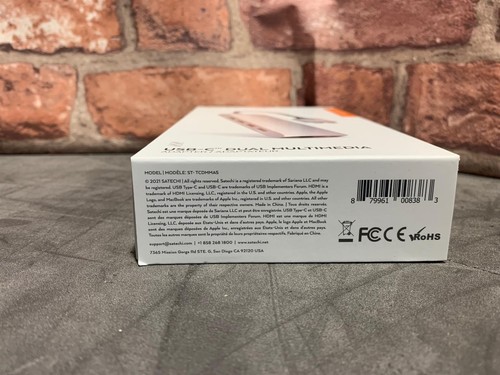 USB-C® DUAL MULTIMEDIA
MODEL | MODÈLE: ST-TCDMMAS
© 2021 SATECHI | All rights reserved. Satechi is a trademark of Sariana LLC and may
be registered. USB Type-C and USB-C are trademarks of USB Implementers Forum. HDMI is a
trademark of HDMI Licensing, registered in the U.S. and other countries. Apple, the Apple
Logo, and MacBook are trademarks of Apple Inc., registered in the U.S. and other countries.
All other trademarks are the property of their respective owners. Made in China | Tous droits réservés.
Satechi est une marque déposée de Sariana LLC et peut être enregistrée. USB Type-C et USB-C
sont des marques déposées de USB Implementers Forum. HDMI est une marque de HDMI
Licensing, déposée aux États-Unis et dans d'autres pays. Apple, le logo Apple et MacBook
sont des marques d'Apple Inc., déposées aux États-Unis et dans d'autres pays.
Toutes les autres marques sont la propriété de leurs propriétaires respectifs. Fabriqué en Chine.
support@satechi.net | +1 858 268 1800 | www.satechi.net
7365 Mission Gorge Rd STE. G, San Diego CA 92120 USA
8 79961 00838 3
FC CE RoHS